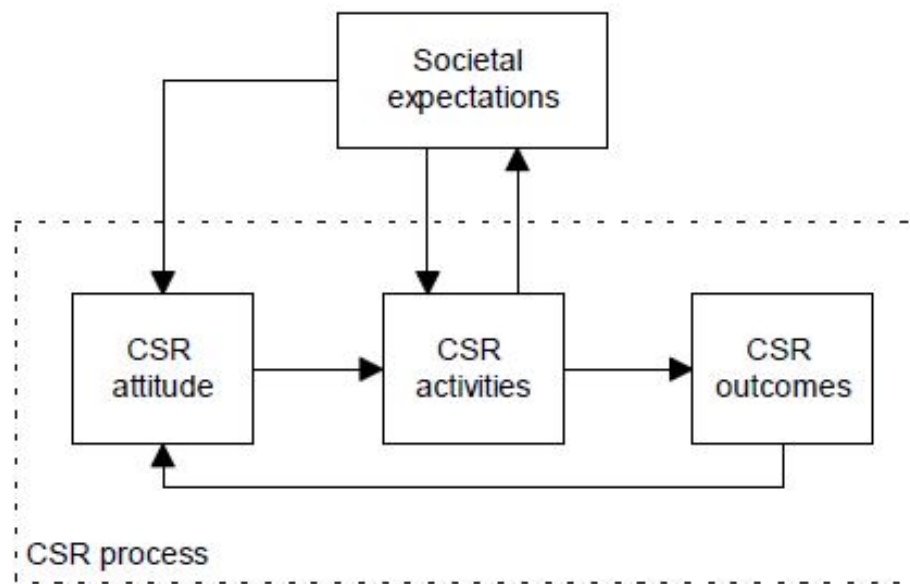 Societal
expectations
CSR
attitude
CSR
activities
CSR
outcomes
CSR process